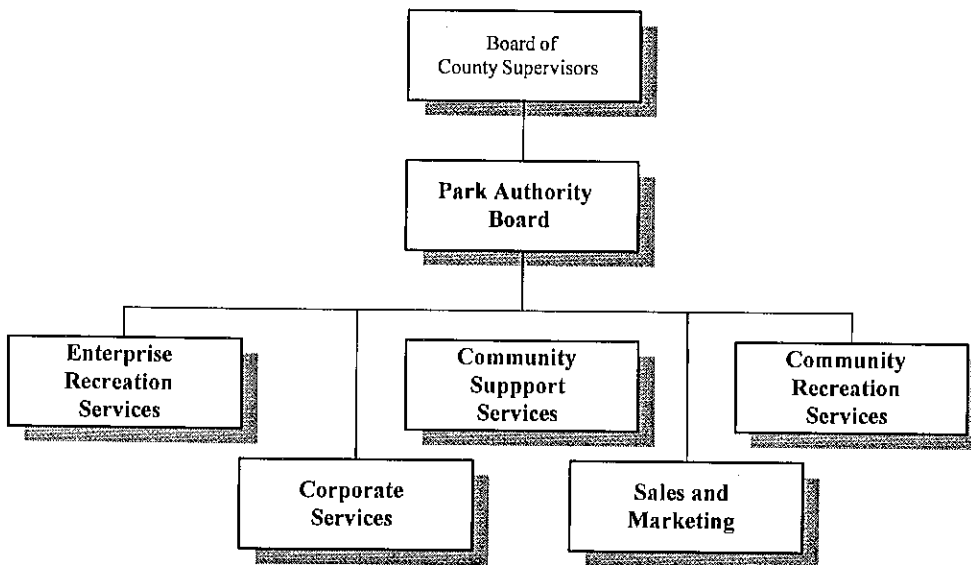 Board of
County Supervisors
Park Authority
Board
Enterprise
Recreation
Services
Community
Suppport
Services
Community
Recreation
Services
Corporate
Services
Sales and
Marketing